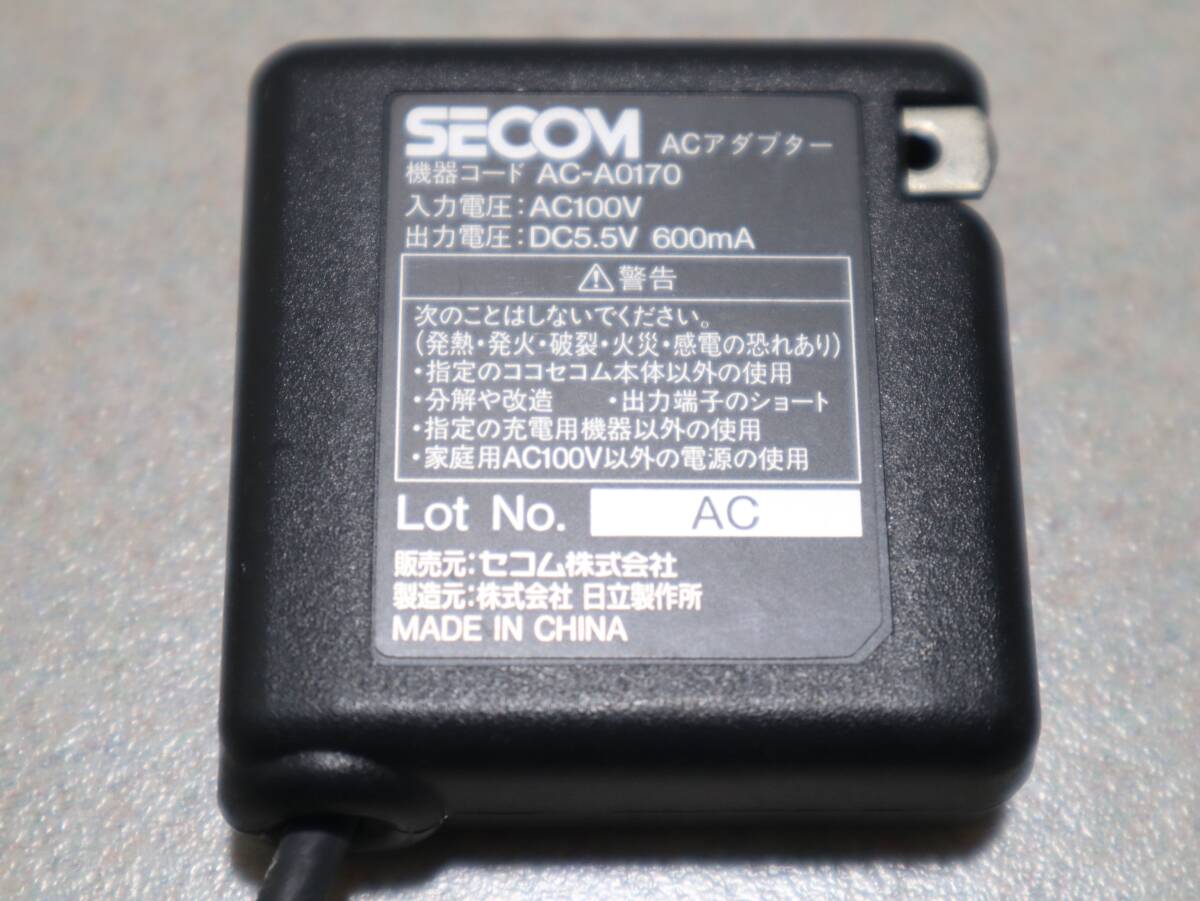 SECOM ACアダプター
機器コード AC-A0170
入力電圧：AC100V
出力電圧：DC5.5V 600mA
⚠警告
次のことはしないでください。
(発熱・発火・破裂・火災・感電の恐れあり)
・指定のココセコム本体以外の使用
・分解や改造 ・出力端子のショート
・指定の充電用機器以外の使用
・家庭用AC100V以外の電源の使用
Lot No. AC
販売元：セコム株式会社
製造元：株式会社 日立製作所
MADE IN CHINA